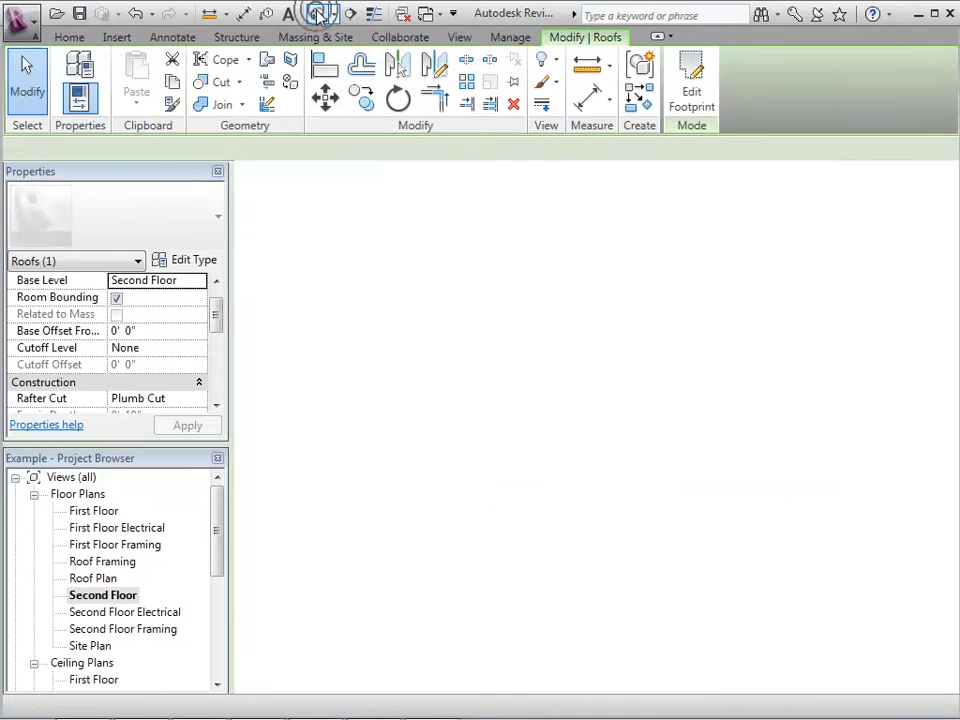 Autodesk Revi...
Type a keyword or phrase
Home Insert Annotate Structure Massing & Site Collaborate View Manage Modify | Roofs
Modify Paste Cope Cut Join Edit Footprint
Select Properties Clipboard Geometry Modify View Measure Create Mode
Properties
Roofs (1) Edit Type
Base Level Second Floor
Room Bounding
Related to Mass
Base Offset Fro... 0' 0"
Cutoff Level None
Cutoff Offset 0' 0"
Construction
Rafter Cut Plumb Cut
Properties help Apply
Example - Project Browser
Views (all)
Floor Plans
First Floor
First Floor Electrical
First Floor Framing
Roof Framing
Roof Plan
Second Floor
Second Floor Electrical
Second Floor Framing
Site Plan
Ceiling Plans
First Floor